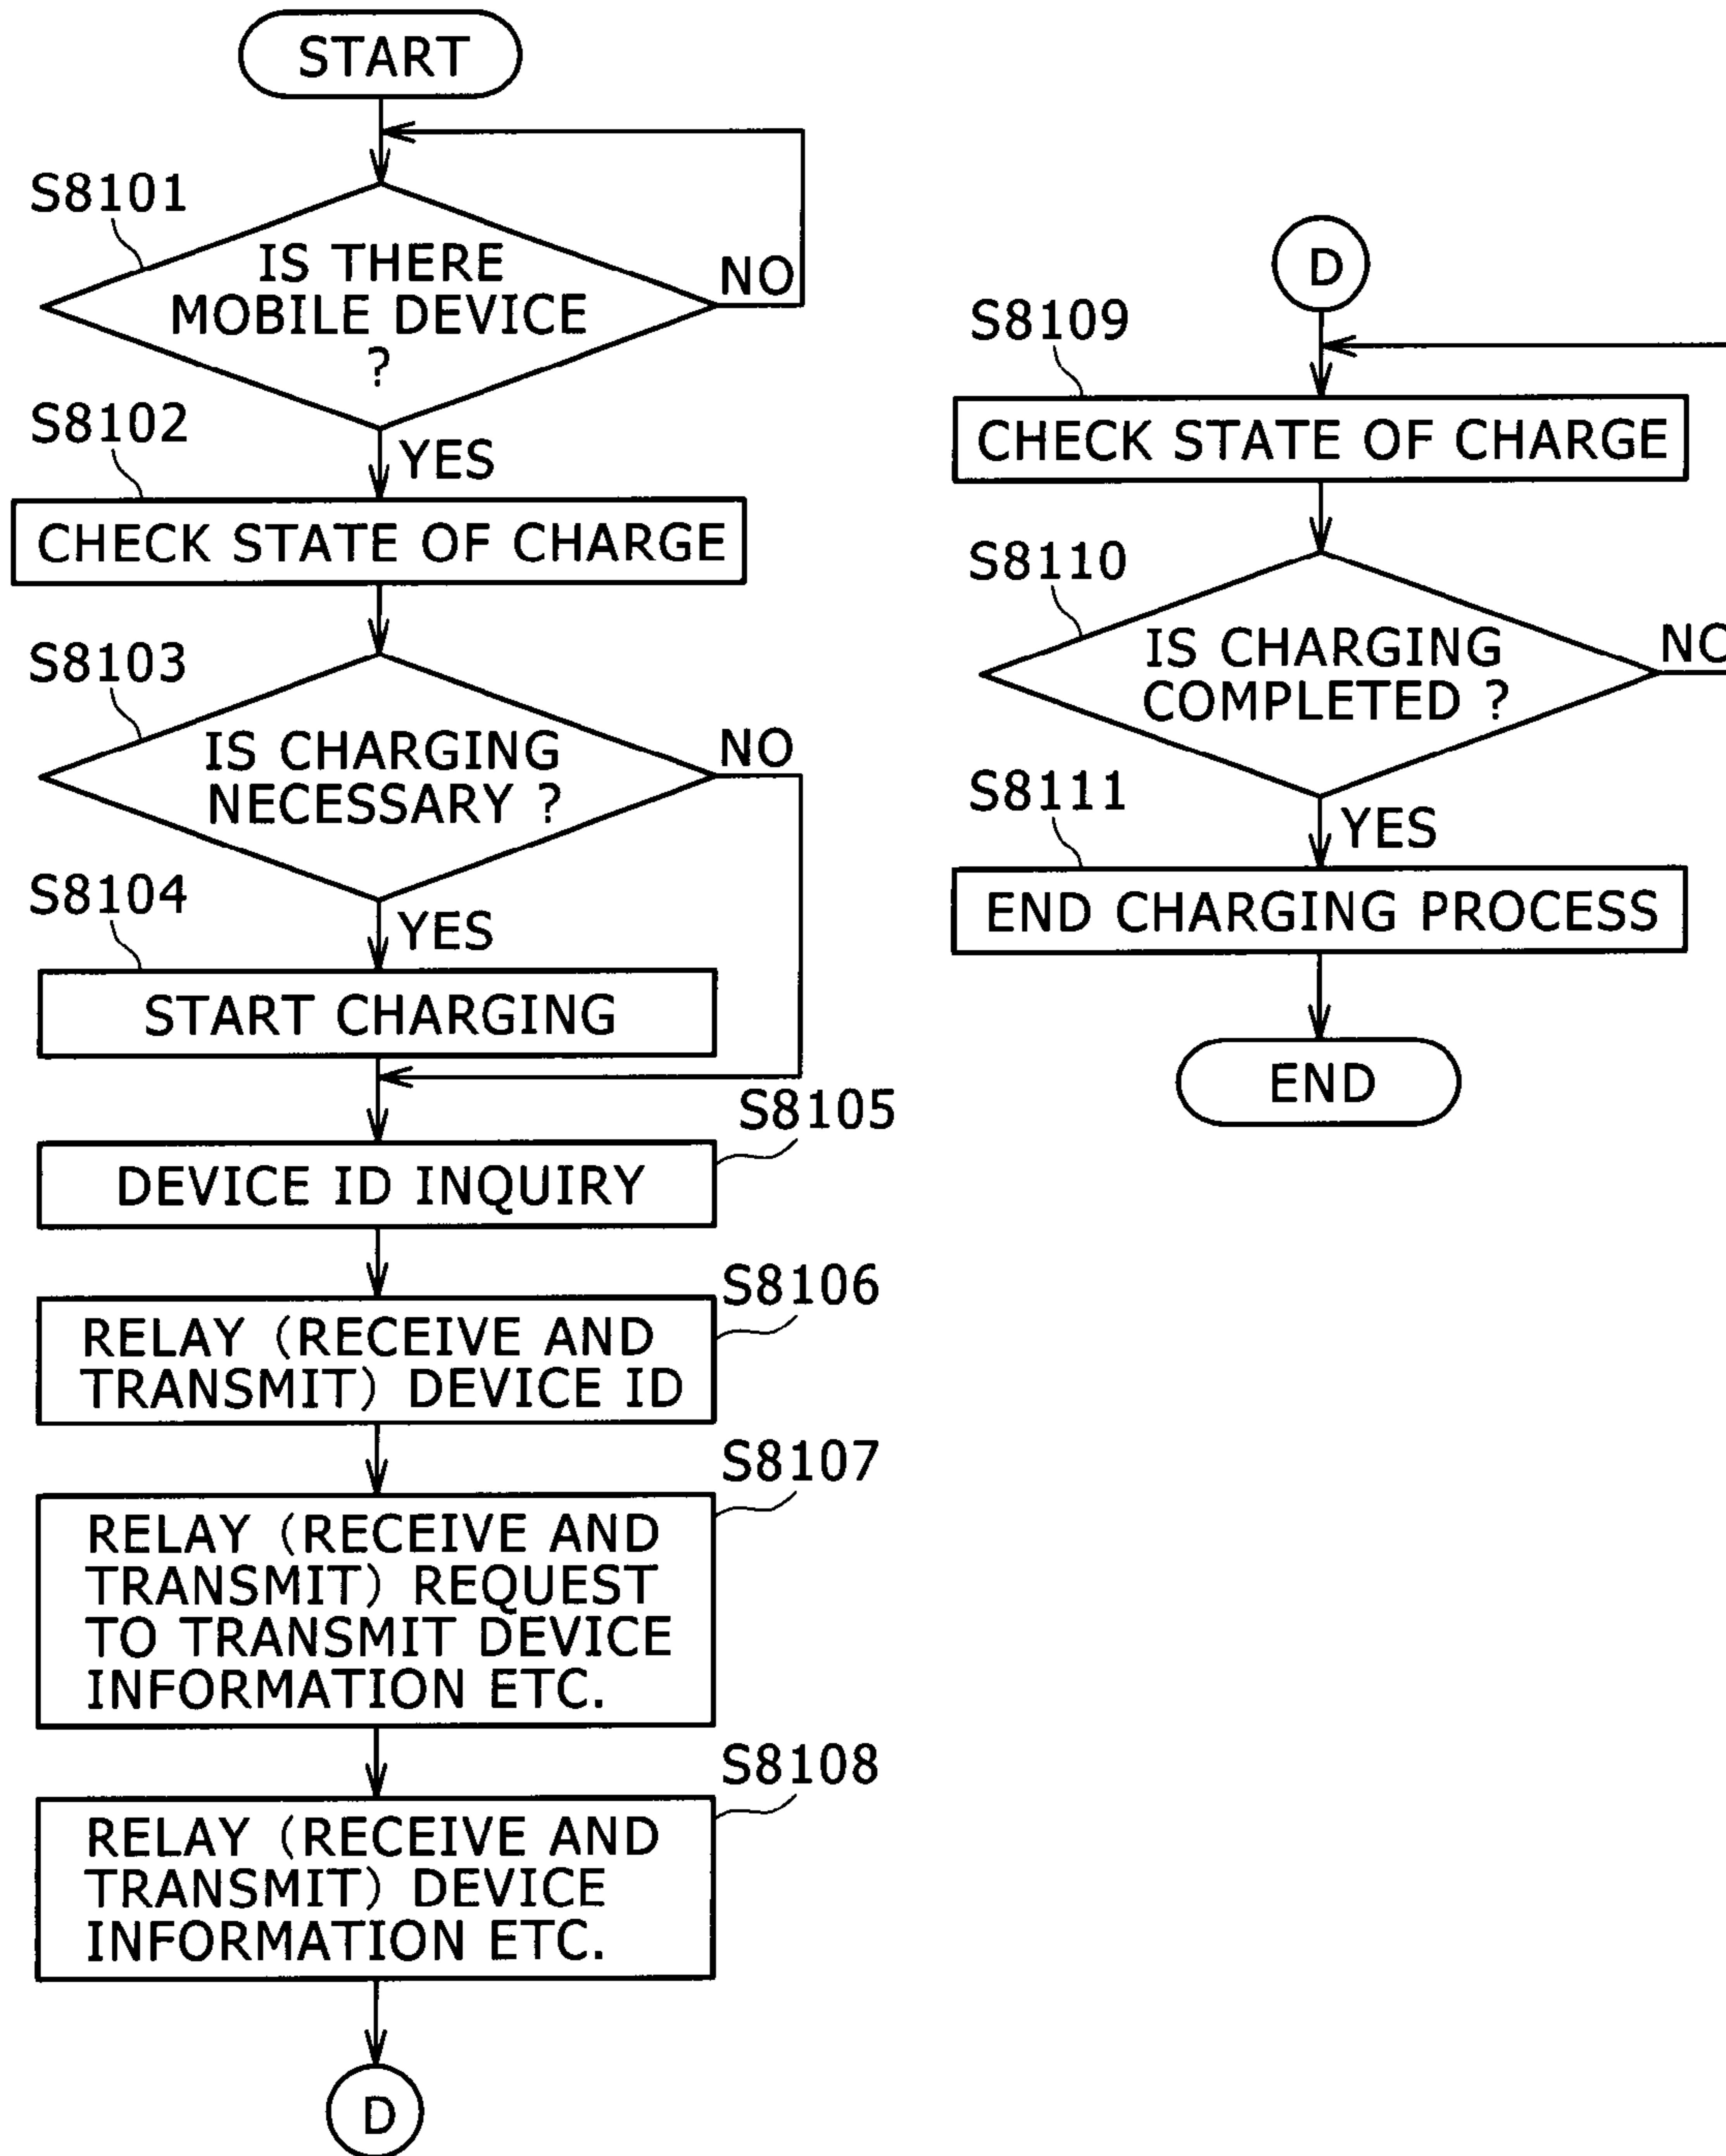 START
S8101
IS THERE
MOBILE DEVICE
?
NO
YES
S8102
CHECK STATE OF CHARGE
S8103
IS CHARGING
NECESSARY ?
NO
YES
S8104
START CHARGING
S8105
DEVICE ID INQUIRY
S8106
RELAY (RECEIVE AND
TRANSMIT) DEVICE ID
S8107
RELAY (RECEIVE AND
TRANSMIT) REQUEST
TO TRANSMIT DEVICE
INFORMATION ETC.
S8108
RELAY (RECEIVE AND
TRANSMIT) DEVICE
INFORMATION ETC.
D
D
S8109
CHECK STATE OF CHARGE
S8110
IS CHARGING
COMPLETED ?
NO
YES
S8111
END CHARGING PROCESS
END